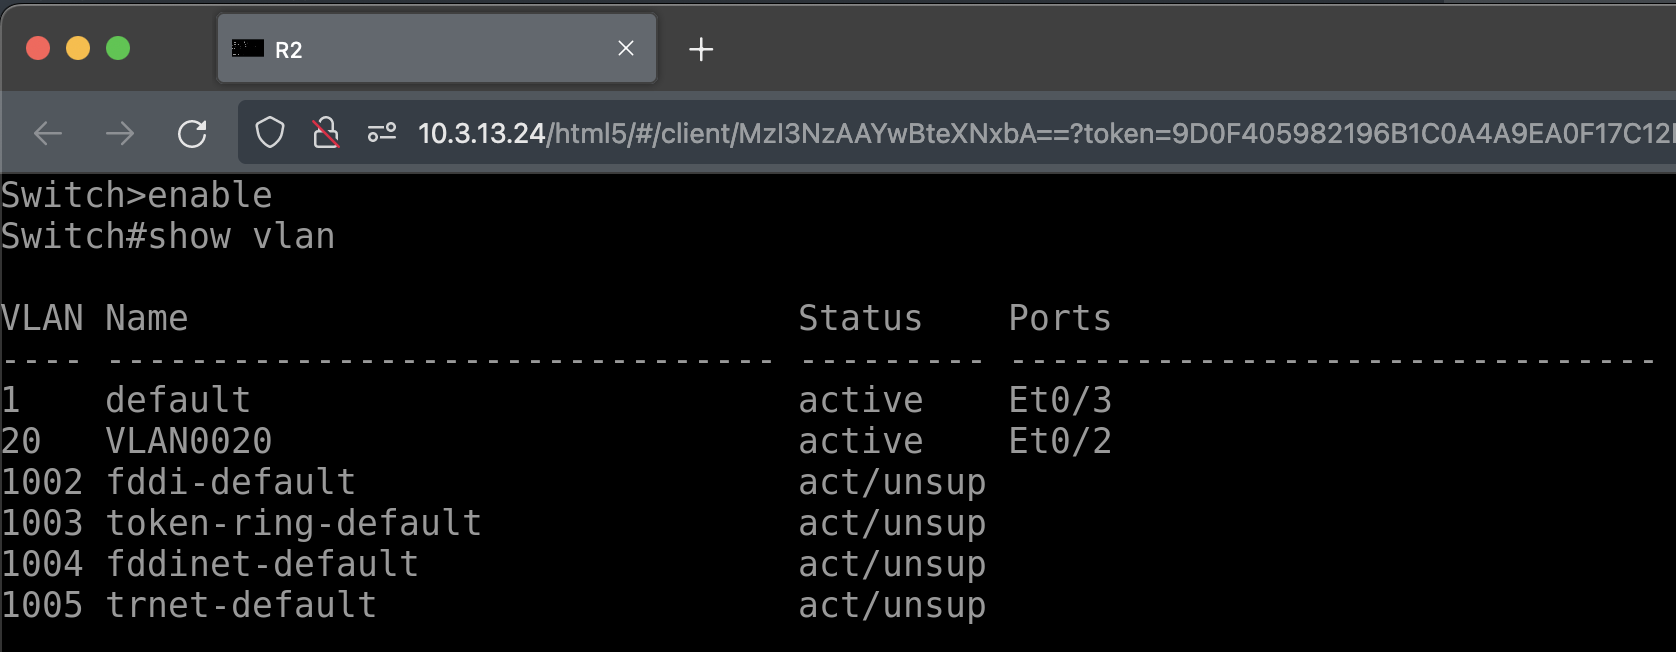 R2
10.3.13.24/html5/#/client/MzI3NzAAYwBteXNxbA==?token=9D0F405982196B1C0A4A9EA0F17C12
Switch>enable
Switch#show vlan
VLAN Name                             Status    Ports
---- -------------------------------- --------- -------------------------------
1    default                          active    Et0/3
20   VLAN0020                         active    Et0/2
1002 fddi-default                     act/unsup
1003 token-ring-default               act/unsup
1004 fddinet-default                  act/unsup
1005 trnet-default                    act/unsup